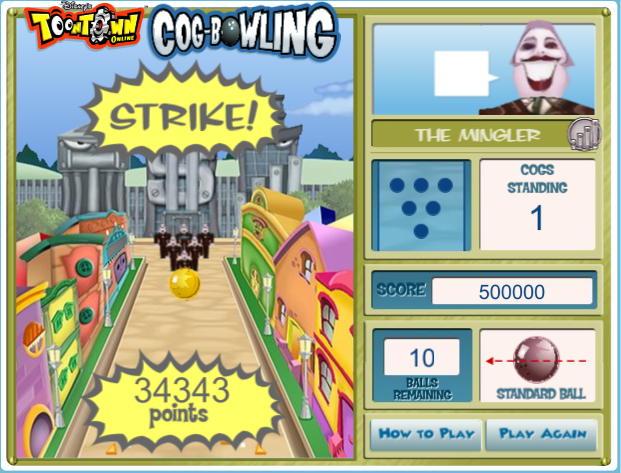 Disney's
TOONTOWN
ONLINE
COG-BOWLING
STRIKE!
THE MINGLER
COGS
STANDING
1
SCORE 500000
10
BALLS
REMAINING
STANDARD BALL
34343
points
HOW TO PLAY
PLAY AGAIN